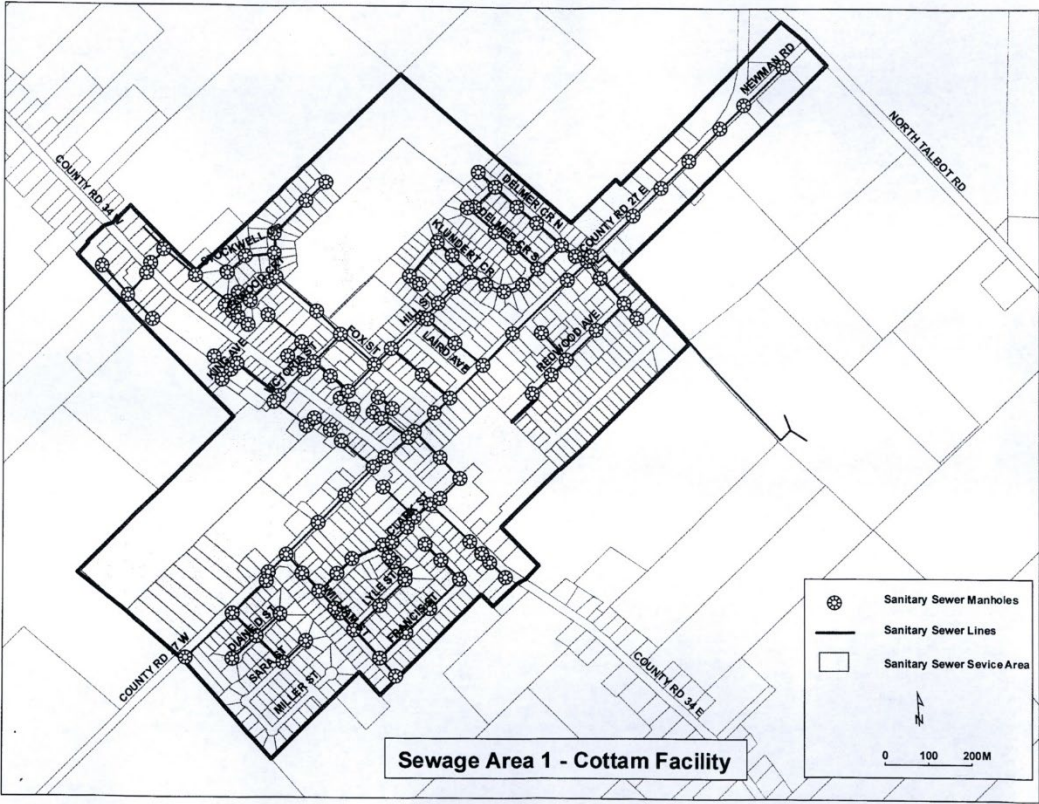 NEWMAN RD
NORTH TALBOT RD
COUNTY RD 34 W
DELMER CR N
COUNTY RD 27 E
STOCKWELL
DELMER CR S
KLUNDERT CR
HILL ST
FOX ST
LAIRD AVE
REDWOOD AVE
KING AVE
VICTORIA
CLARK ST
LYLE ST
WILLIAM ST
FRANCIS ST
DIANE D ST
SARA ST
MILLER ST
COUNTY RD 27 W
COUNTY RD 34 E
Sanitary Sewer Manholes
Sanitary Sewer Lines
Sanitary Sewer Sevice Area
N
0 100 200M
Sewage Area 1 - Cottam Facility